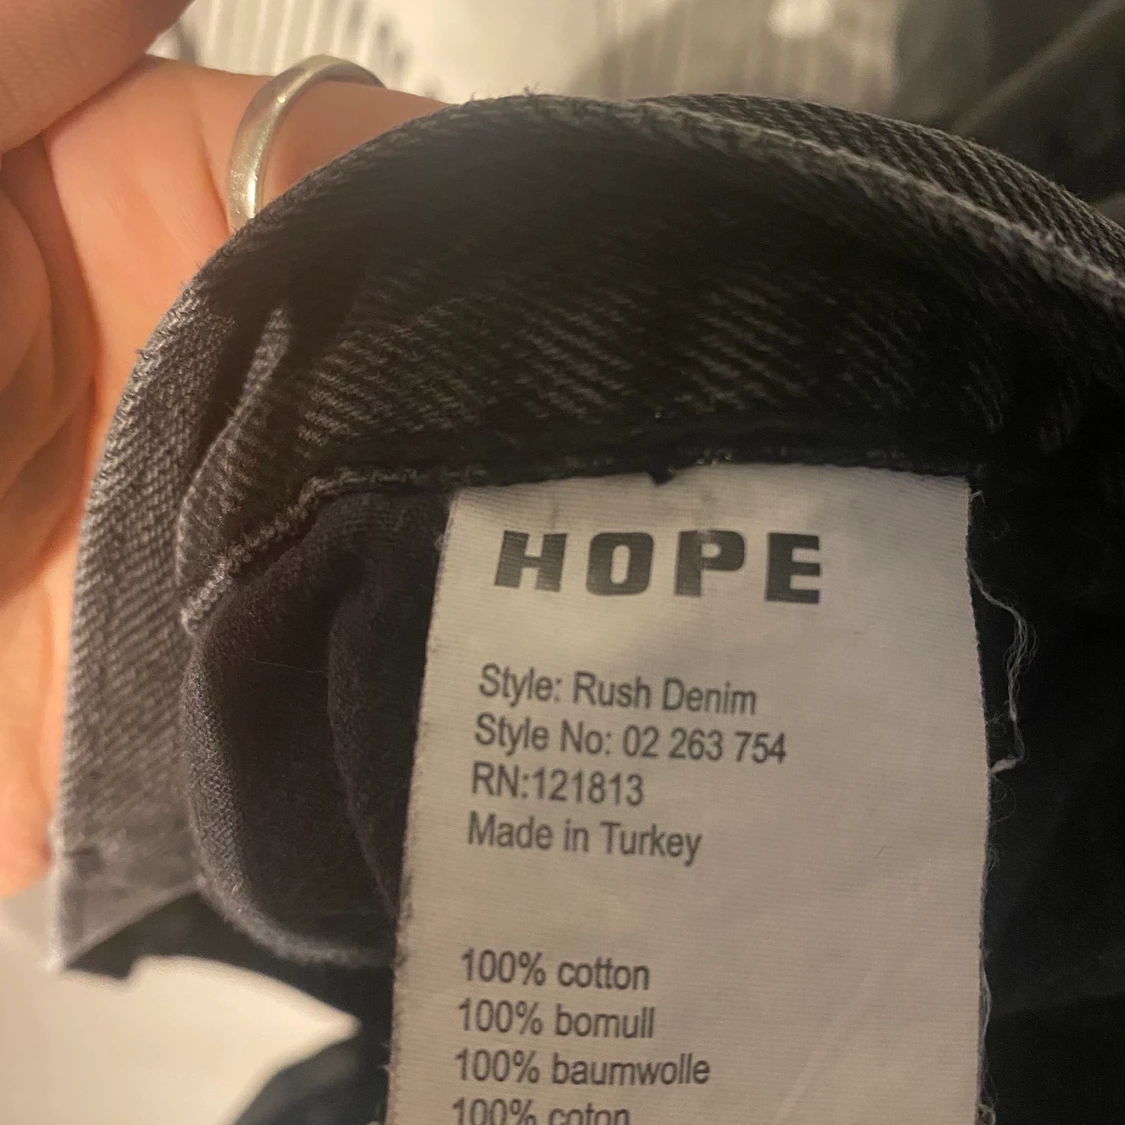 HOPE
Style: Rush Denim
Style No: 02 263 754
RN:121813
Made in Turkey
100% cotton
100% bomull
100% baumwolle
100% coton